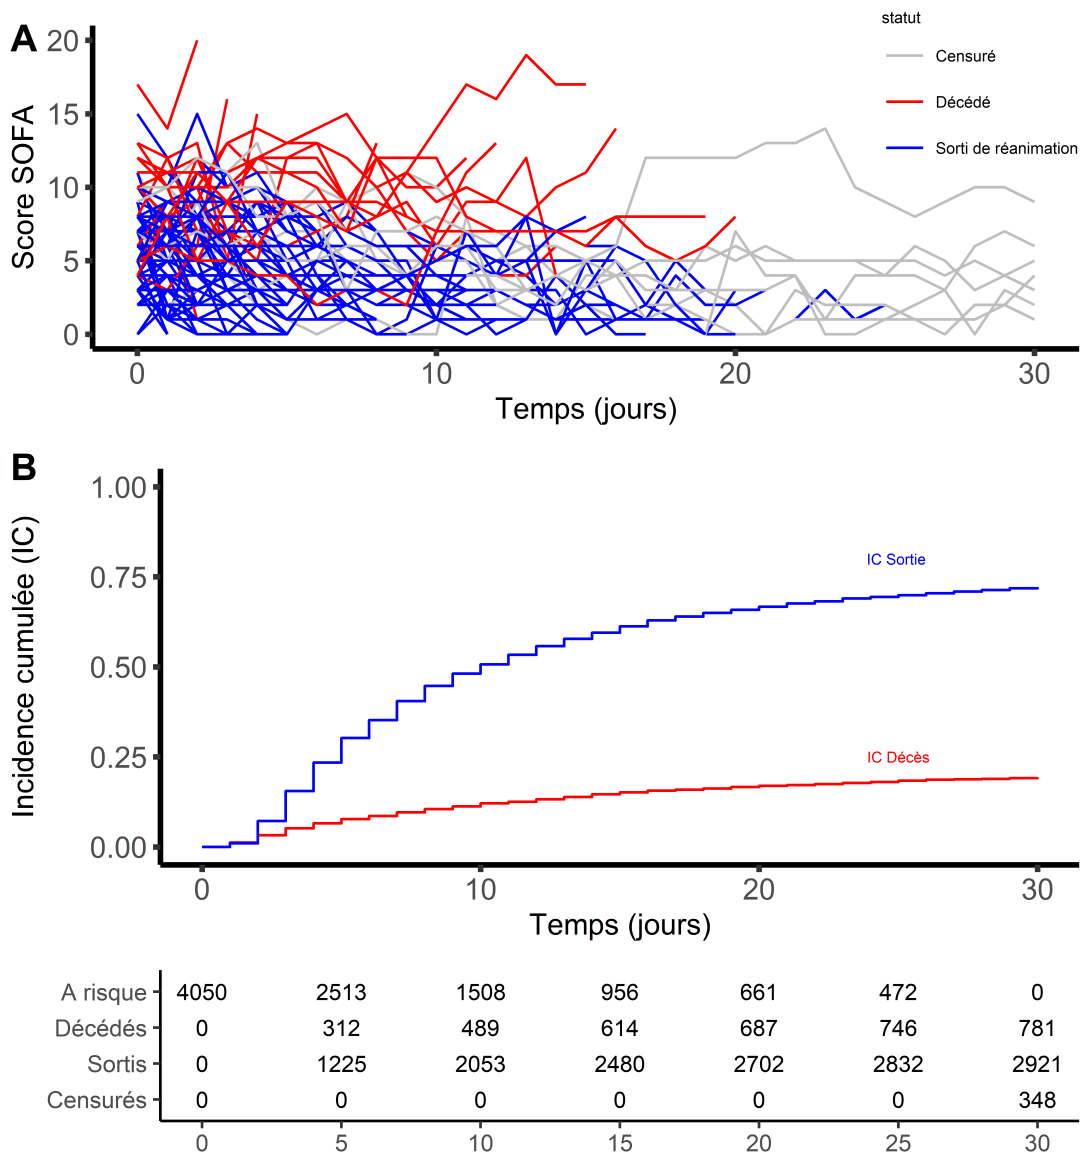 A
statut
Censuré
Décédé
Sorti de réanimation
Score SOFA
20
15
10
5
0
0 10 20 30
Temps (jours)
B
Incidence cumulée (IC)
1.00
0.75
0.50
0.25
0.00
IC Sortie
IC Décès
0 10 20 30
Temps (jours)
A risque 4050 2513 1508 956 661 472 0
Décédés 0 312 489 614 687 746 781
Sortis 0 1225 2053 2480 2702 2832 2921
Censurés 0 0 0 0 0 0 348
0 5 10 15 20 25 30